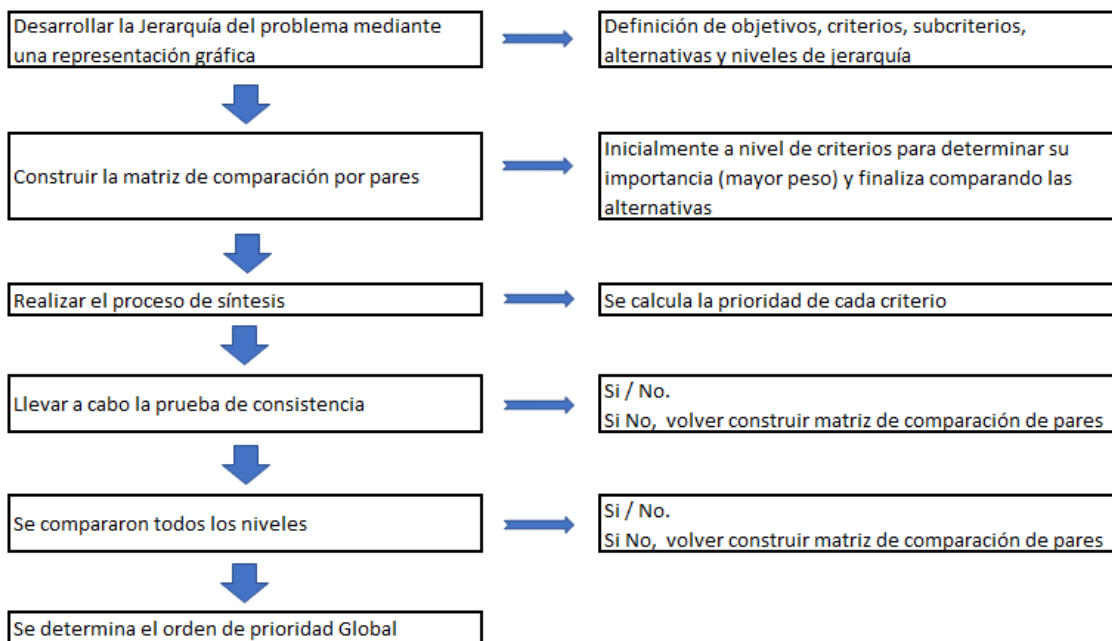 Desarrollar la Jerarquía del problema mediante
una representación gráfica
Definición de objetivos, criterios, subcriterios,
alternativas y niveles de jerarquía
Construir la matriz de comparación por pares
Inicialmente a nivel de criterios para determinar su
importancia (mayor peso) y finaliza comparando las
alternativas
Realizar el proceso de síntesis
Se calcula la prioridad de cada criterio
Llevar a cabo la prueba de consistencia
Si / No.
Si No, volver construir matriz de comparación de pares
Se compararon todos los niveles
Si / No.
Si No, volver construir matriz de comparación de pares
Se determina el orden de prioridad Global